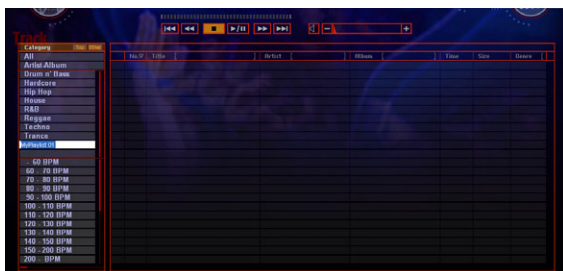 Track
Category
No.
Title
Artist
Album
Time
Size
Genre
All
Artist.Album
Drum n' Bass
Hardcore
Hip Hop
House
R&B
Reggae
Techno
Trance
MyPlaylist 01
- 60 BPM
60 - 70 BPM
70 - 80 BPM
80 - 90 BPM
90 - 100 BPM
100 - 110 BPM
110 - 120 BPM
120 - 130 BPM
130 - 140 BPM
140 - 150 BPM
150 - 200 BPM
200 - BPM